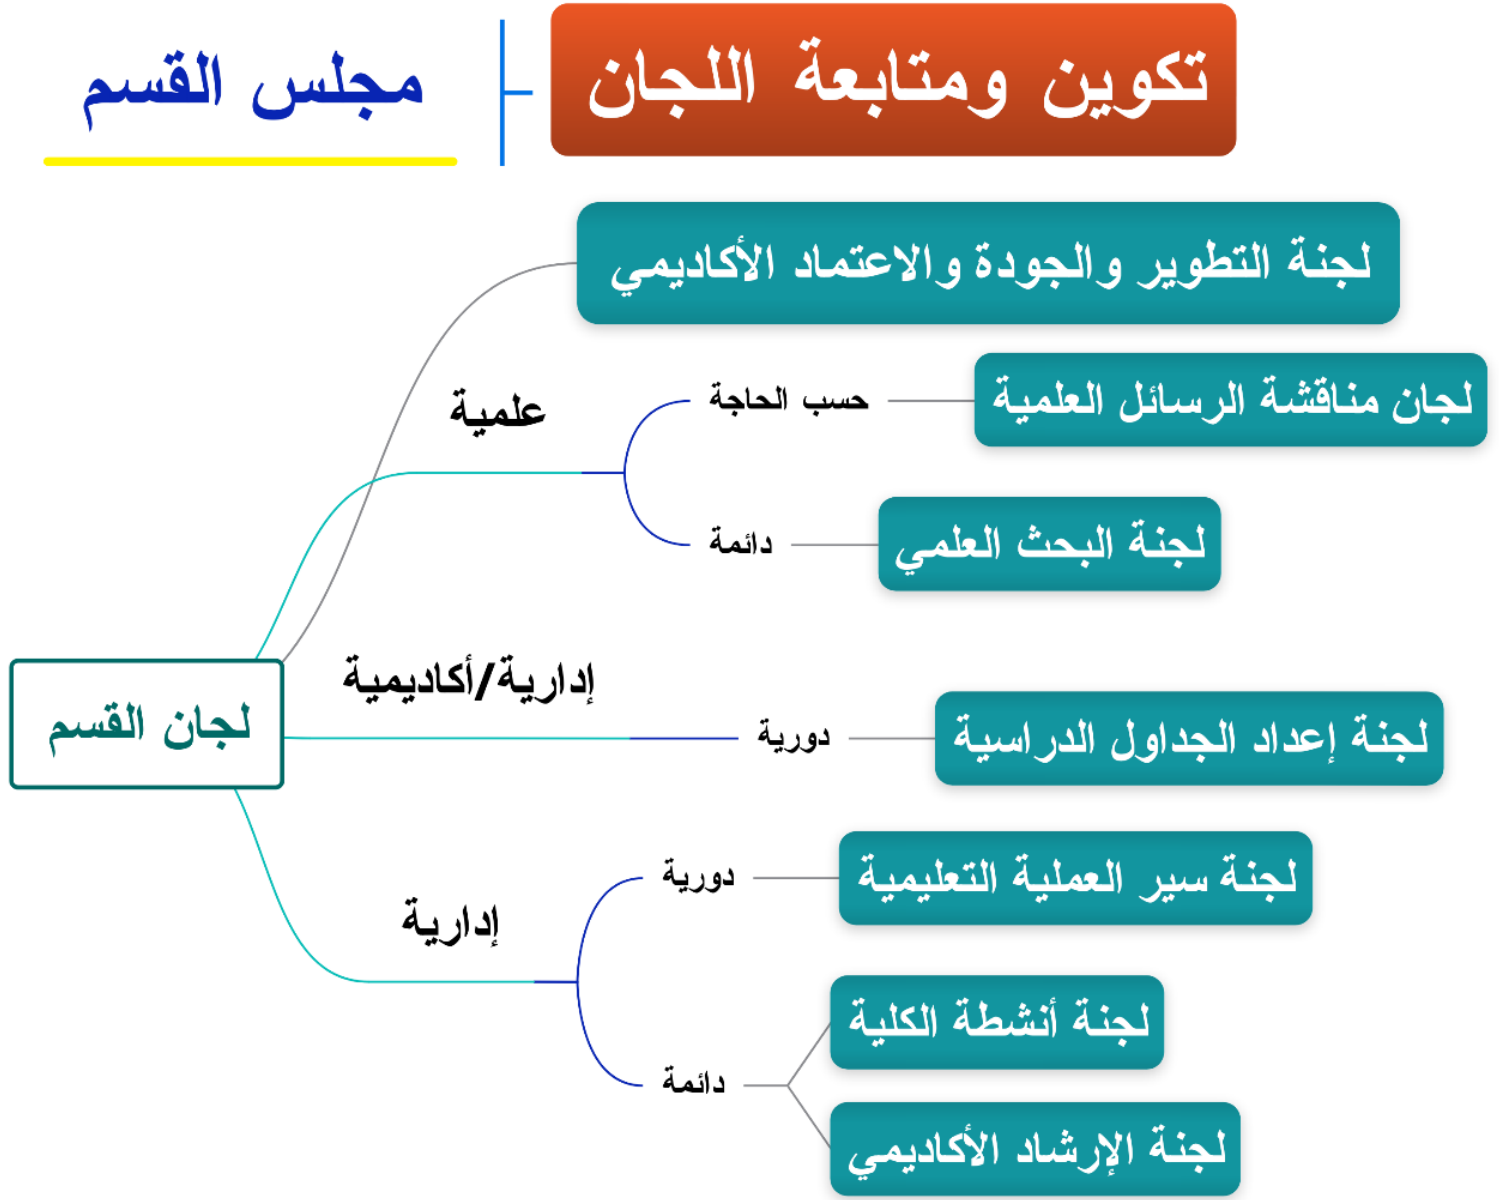 تكوين ومتابعة اللجان
مجلس القسم
لجنة التطوير والجودة والاعتماد الأكاديمي
علمية
حسب الحاجة
لجان مناقشة الرسائل العلمية
دائمة
لجنة البحث العلمي
لجان القسم
إدارية/أكاديمية
دورية
لجنة إعداد الجداول الدراسية
إدارية
دورية
لجنة سير العملية التعليمية
دائمة
لجنة أنشطة الكلية
لجنة الإرشاد الأكاديمي